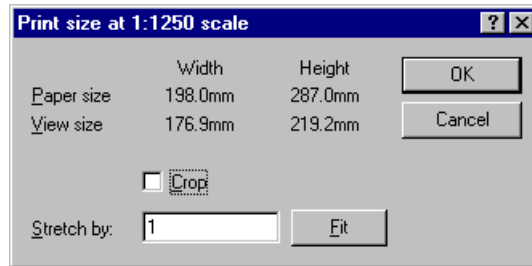 Print size at 1:1250 scale
Width Height OK
Paper size 198.0mm 287.0mm
View size 176.9mm 219.2mm Cancel
Crop
Stretch by: 1 Fit